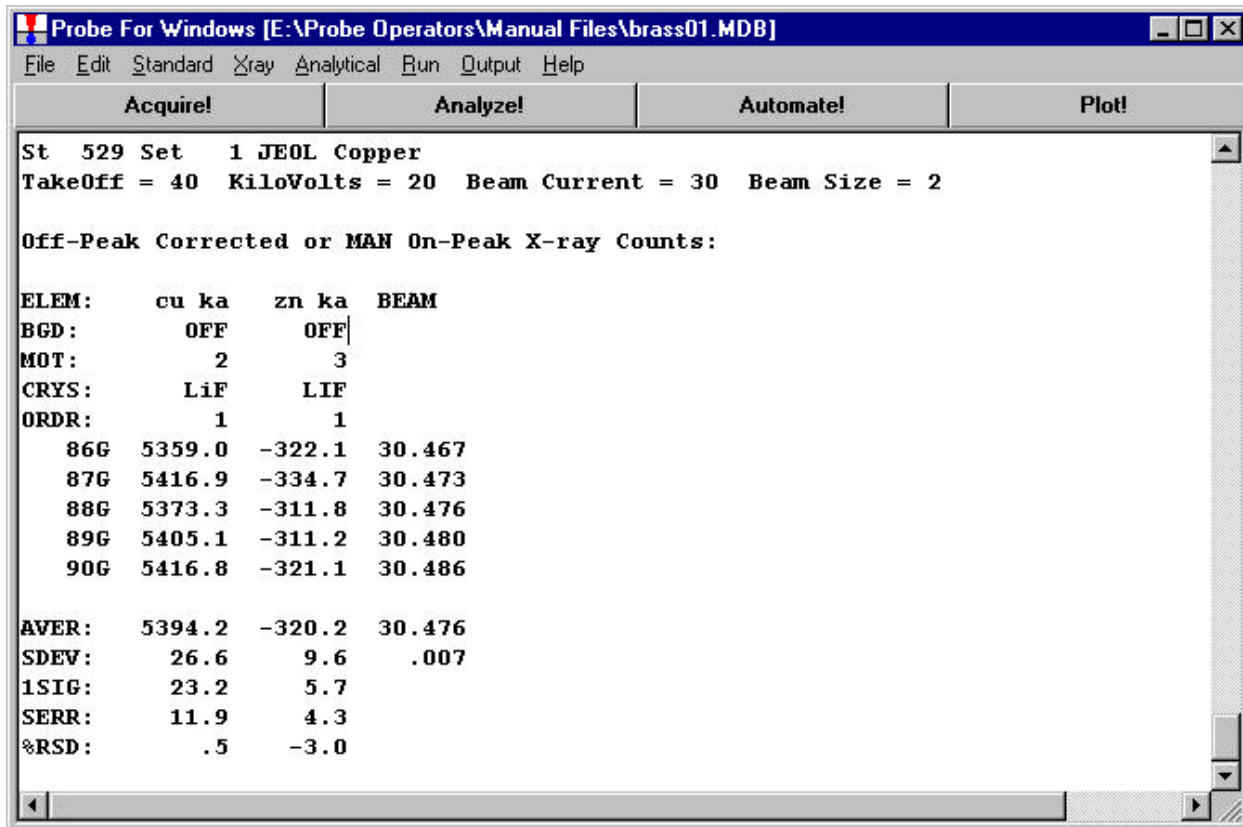 Probe For Windows [E:\Probe Operators\Manual Files\brass01.MDB]
File Edit Standard Xray Analytical Run Output Help
Acquire! Analyze! Automate! Plot!
St 529 Set 1 JEOL Copper
TakeOff = 40 KiloVolts = 20 Beam Current = 30 Beam Size = 2
Off-Peak Corrected or MAN On-Peak X-ray Counts:
ELEM: cu ka zn ka BEAM
BGD: OFF OFF
MOT: 2 3
CRYS: LiF LIF
ORDR: 1 1
86G 5359.0 -322.1 30.467
87G 5416.9 -334.7 30.473
88G 5373.3 -311.8 30.476
89G 5405.1 -311.2 30.480
90G 5416.8 -321.1 30.486
AVER: 5394.2 -320.2 30.476
SDEV: 26.6 9.6 .007
1SIG: 23.2 5.7
SERR: 11.9 4.3
%RSD: .5 -3.0